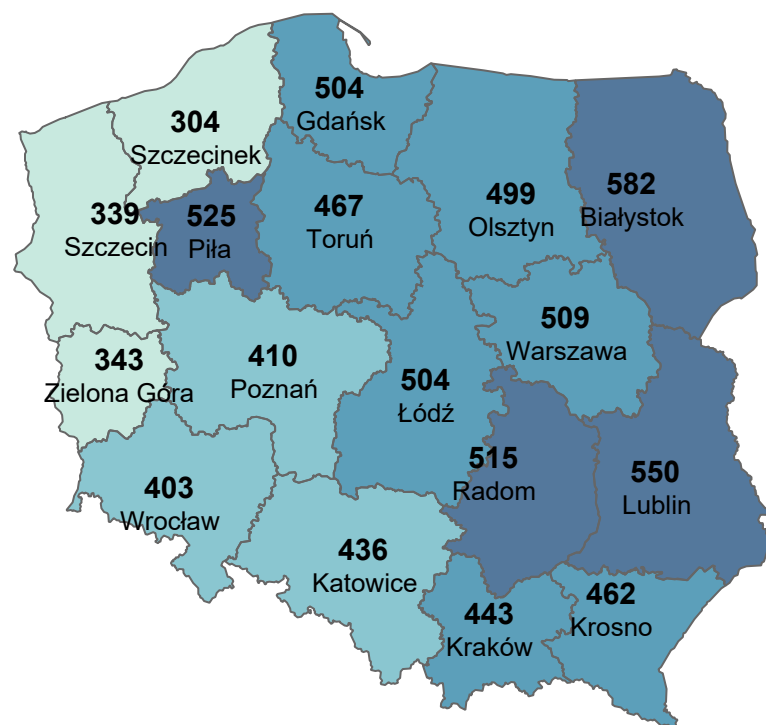 504
Gdańsk
304
Szczecinek
582
Białystok
499
Olsztyn
467
Toruń
525
Piła
339
Szczecin
509
Warszawa
410
Poznań
343
Zielona Góra
504
Łódź
515
Radom
550
Lublin
403
Wrocław
436
Katowice
462
Krosno
443
Kraków